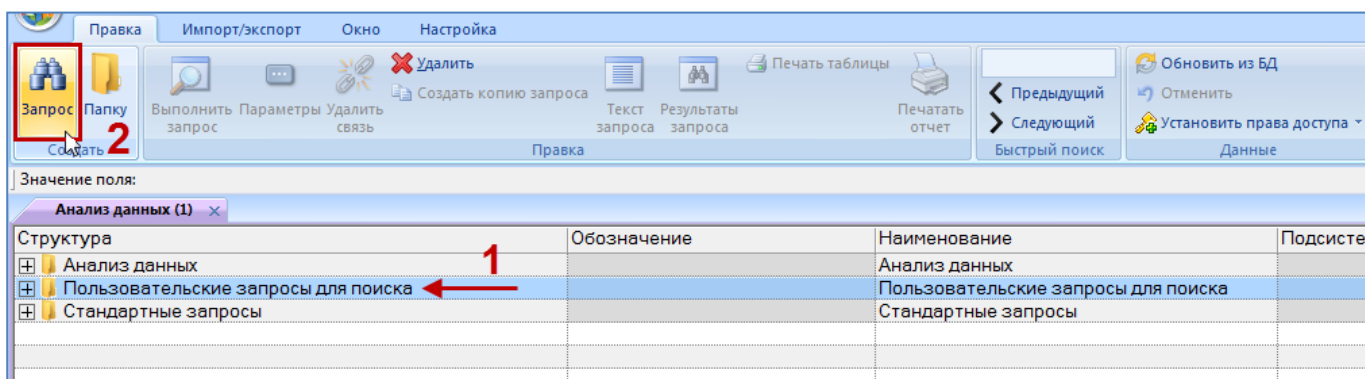 Правка Импорт/экспорт Окно Настройка
Запрос Папку
2
Создать
Выполнить запрос Параметры Удалить связь
Удалить
Создать копию запроса
Текст запроса Результаты запроса
Печать таблицы
Печатать отчет
Правка
Предыдущий
Следующий
Быстрый поиск
Обновить из БД
Отменить
Установить права доступа
Данные
Значение поля:
Анализ данных (1)
Структура Обозначение Наименование Подсисте
Анализ данных Анализ данных
1
Пользовательские запросы для поиска Пользовательские запросы для поиска
Стандартные запросы Стандартные запросы